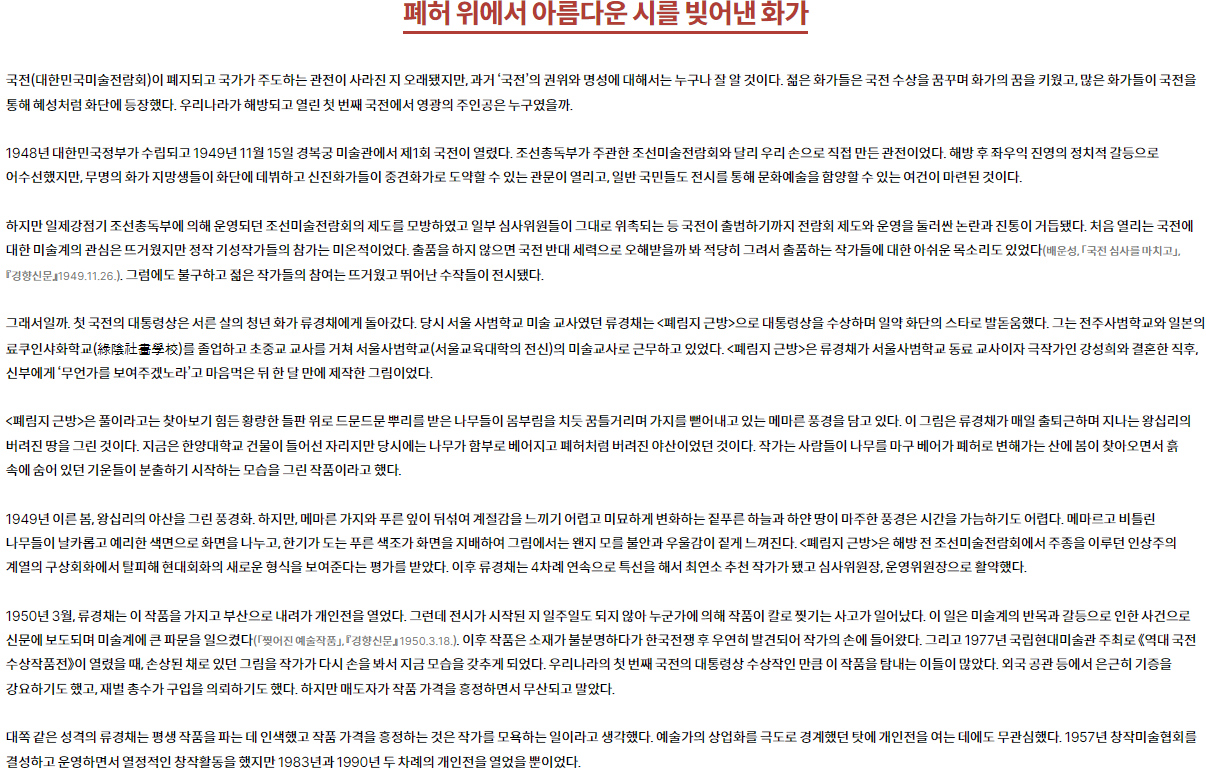 폐허 위에서 아름다운 시를 빚어낸 화가
국전(대한민국미술전람회)이 폐지되고 국가가 주도하는 관전이 사라진 지 오래됐지만, 과거 ‘국전’의 권위와 명성에 대해서는 누구나 잘 알 것이다. 젊은 화가들은 국전 수상을 꿈꾸며 화가의 꿈을 키웠고, 많은 화가들이 국전을
통해 혜성처럼 화단에 등장했다. 우리나라가 해방되고 열린 첫 번째 국전에서 영광의 주인공은 누구였을까.
1948년 대한민국정부가 수립되고 1949년 11월 15일 경복궁 미술관에서 제1회 국전이 열렸다. 조선총독부가 주관한 조선미술전람회와 달리 우리 손으로 직접 만든 관전이었다. 해방 후 좌우익 진영의 정치적 갈등으로
어수선했지만, 무명의 화가 지망생들이 화단에 데뷔하고 신진화가들이 중견화가로 도약할 수 있는 관문이 열리고, 일반 국민들도 전시를 통해 문화예술을 함양할 수 있는 여건이 마련된 것이다.
하지만 일제강점기 조선총독부에 의해 운영되던 조선미술전람회의 제도를 모방하였고 일부 심사위원들이 그대로 위촉되는 등 국전이 출범하기까지 전람회 제도와 운영을 둘러싼 논란과 진통이 거듭됐다. 처음 열리는 국전에
대한 미술계의 관심은 뜨거웠지만 정작 기성작가들의 참가는 미온적이었다. 출품을 하지 않으면 국전 반대 세력으로 오해받을까 봐 적당히 그려서 출품하는 작가들에 대한 아쉬운 목소리도 있었다(배운성, 「국전 심사를 마치고」,
『경향신문』1949.11.26.). 그럼에도 불구하고 젊은 작가들의 참여는 뜨거웠고 뛰어난 수작들이 전시됐다.
그래서일까. 첫 국전의 대통령상은 서른 살의 청년 화가 류경채에게 돌아갔다. 당시 서울 사범학교 미술 교사였던 류경채는 <폐림지 근방>으로 대통령상을 수상하며 일약 화단의 스타로 발돋움했다. 그는 전주사범학교와 일본의
료쿠인샤화학교(綠陰社畵學校)를 졸업하고 초중교 교사를 거쳐 서울사범학교(서울교육대학의 전신)의 미술교사로 근무하고 있었다. <폐림지 근방>은 류경채가 서울사범학교 동료 교사이자 극작가인 강성희와 결혼한 직후,
신부에게 ‘무언가를 보여주겠노라’고 마음먹은 뒤 한 달 만에 제작한 그림이었다.
<폐림지 근방>은 풀이라고는 찾아보기 힘든 황량한 들판 위로 드문드문 뿌리를 받은 나무들이 몸부림을 치듯 꿈틀거리며 가지를 뻗어내고 있는 메마른 풍경을 담고 있다. 이 그림은 류경채가 매일 출퇴근하며 지나는 왕십리의
버려진 땅을 그린 것이다. 지금은 한양대학교 건물이 들어선 자리지만 당시에는 나무가 함부로 베어지고 폐허처럼 버려진 야산이었던 것이다. 작가는 사람들이 나무를 마구 베어가 폐허로 변해가는 산에 봄이 찾아오면서 흙
속에 숨어 있던 기운들이 분출하기 시작하는 모습을 그린 작품이라고 했다.
1949년 이른 봄, 왕십리의 야산을 그린 풍경화. 하지만, 메마른 가지와 푸른 잎이 뒤섞여 계절감을 느끼기 어렵고 미묘하게 변화하는 짙푸른 하늘과 하얀 땅이 마주한 풍경은 시간을 가늠하기도 어렵다. 메마르고 비틀린
나무들이 날카롭고 예리한 색면으로 화면을 나누고, 한기가 도는 푸른 색조가 화면을 지배하여 그림에서는 왠지 모를 불안과 우울감이 짙게 느껴진다. <폐림지 근방>은 해방 전 조선미술전람회에서 주종을 이루던 인상주의
계열의 구상회화에서 탈피해 현대회화의 새로운 형식을 보여준다는 평가를 받았다. 이후 류경채는 4차례 연속으로 특선을 해서 최연소 추천 작가가 됐고 심사위원장, 운영위원장으로 활약했다.
1950년 3월, 류경채는 이 작품을 가지고 부산으로 내려가 개인전을 열었다. 그런데 전시가 시작된 지 일주일도 되지 않아 누군가에 의해 작품이 칼로 찢기는 사고가 일어났다. 이 일은 미술계의 반목과 갈등으로 인한 사건으로
신문에 보도되며 미술계에 큰 파문을 일으켰다(「찢어진 예술작품」, 『경향신문』 1950.3.18.). 이후 작품은 소재가 불분명하다가 한국전쟁 후 우연히 발견되어 작가의 손에 들어왔다. 그리고 1977년 국립현대미술관 주최로 《역대 국전
수상작품전》이 열렸을 때, 손상된 채로 있던 그림을 작가가 다시 손을 봐서 지금 모습을 갖추게 되었다. 우리나라의 첫 번째 국전의 대통령상 수상작인 만큼 이 작품을 탐내는 이들이 많았다. 외국 공관 등에서 은근히 기증을
강요하기도 했고, 재벌 총수가 구입을 의뢰하기도 했다. 하지만 매도자가 작품 가격을 흥정하면서 무산되고 말았다.
대쪽 같은 성격의 류경채는 평생 작품을 파는 데 인색했고 작품 가격을 흥정하는 것은 작가를 모욕하는 일이라고 생각했다. 예술가의 상업화를 극도로 경계했던 탓에 개인전을 여는 데에도 무관심했다. 1957년 창작미술협회를
결성하고 운영하면서 열정적인 창작활동을 했지만 1983년과 1990년 두 차례의 개인전을 열었을 뿐이었다.